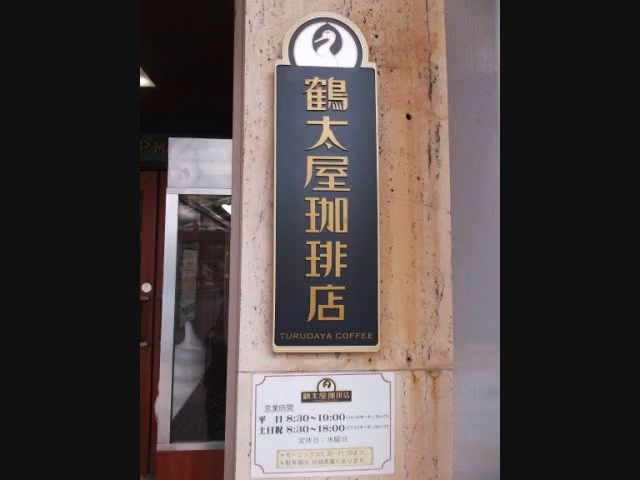 P.M
鶴太屋珈琲店
TURUDAYA COFFEE
鶴太屋珈琲店
営業時間
平 日 8:30~19:00
土日祝 8:30~18:00
定休日:水曜日